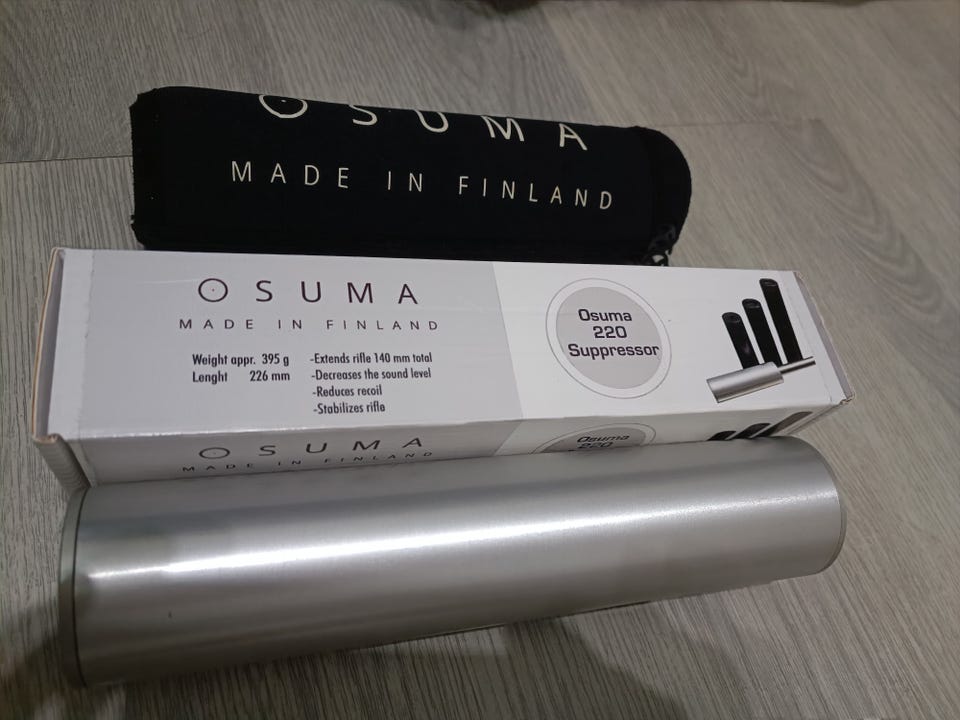 OSUMA
MADE IN FINLAND
OSUMA
MADE IN FINLAND
Weight appr. 395 g
Lenght 226 mm
-Extends rifle 140 mm total
-Decreases the sound level
-Reduces recoil
-Stabilizes rifle
Osuma
220
Suppressor
OSUMA
MADE IN FINLAND
Osuma
220